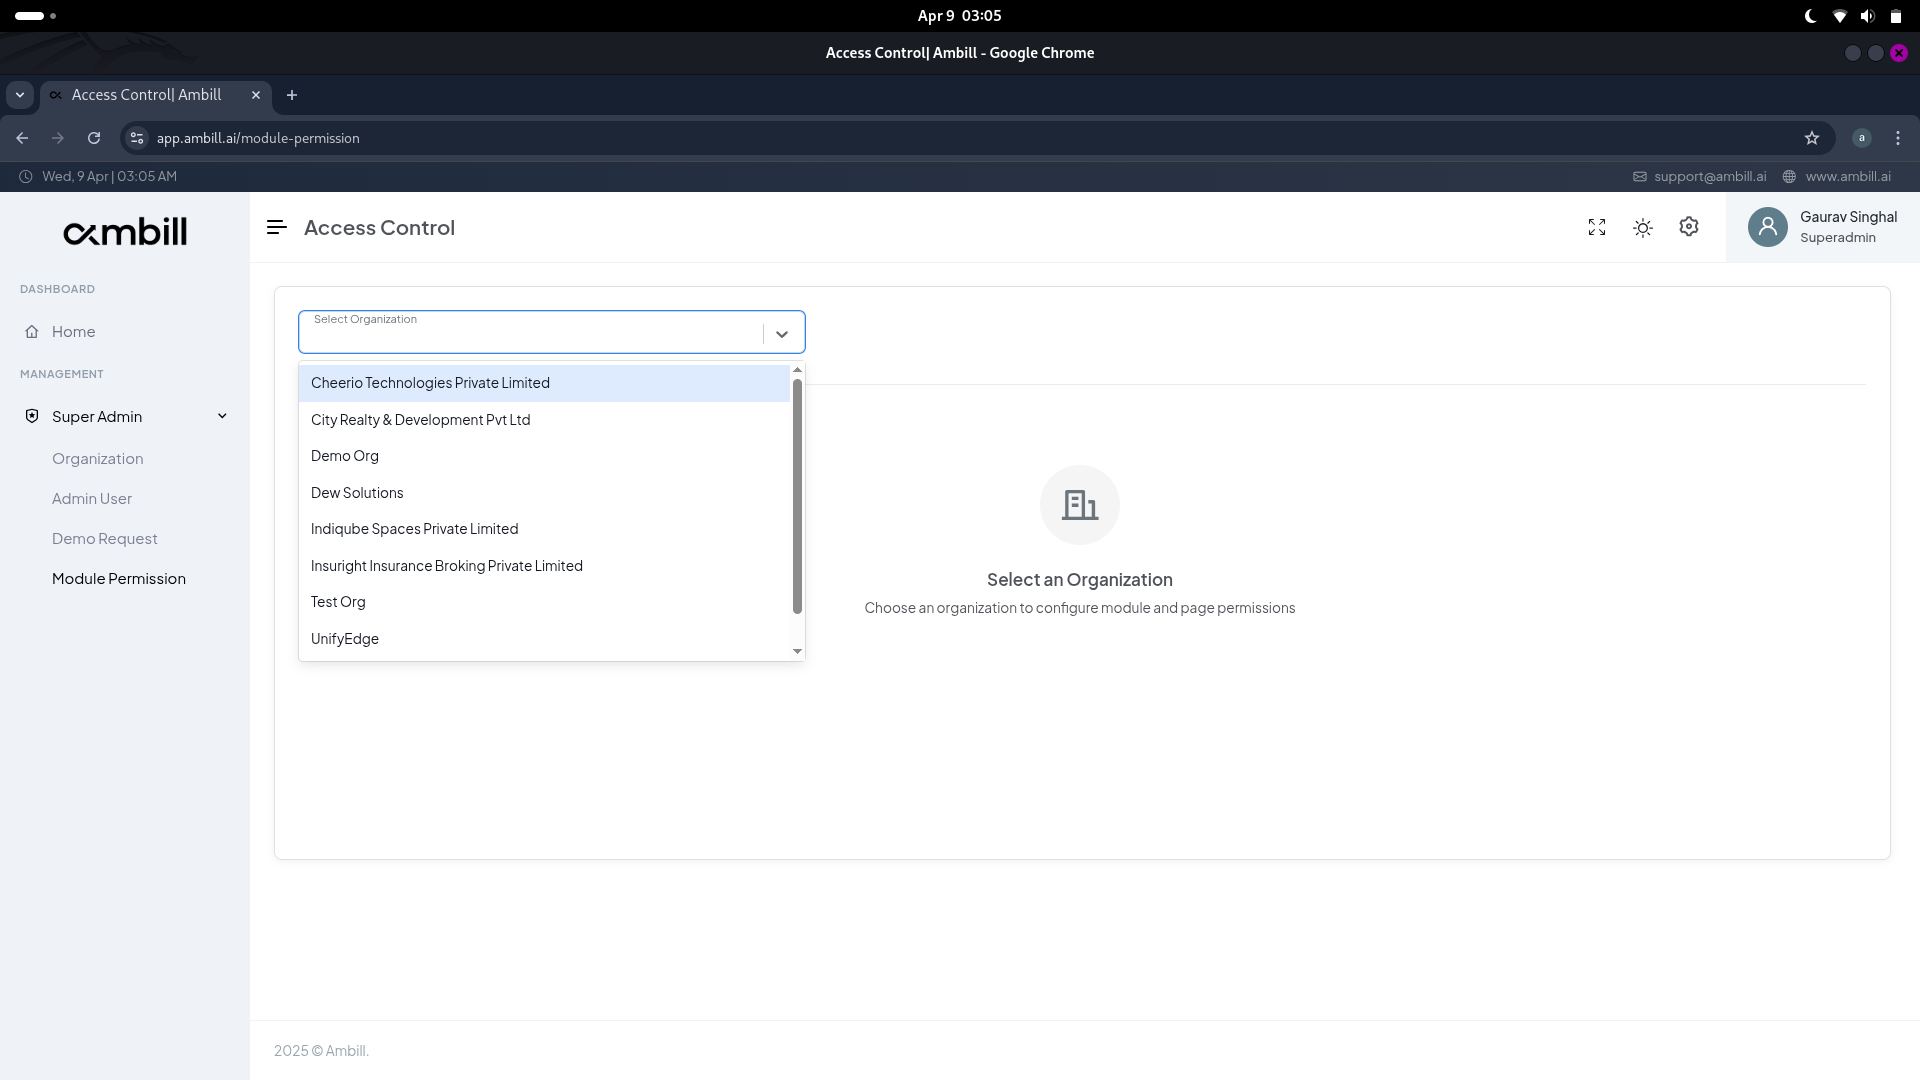 Apr 9 03:05
Access Control| Ambill - Google Chrome
Access Control| Ambill
app.ambill.ai/module-permission
a
Wed, 9 Apr | 03:05 AM
support@ambill.ai
www.ambill.ai
ambill
Access Control
Gaurav Singhal
Superadmin
DASHBOARD
Home
MANAGEMENT
Super Admin
Organization
Admin User
Demo Request
Module Permission
Select Organization
Cheerio Technologies Private Limited
City Realty & Development Pvt Ltd
Demo Org
Dew Solutions
Indiqube Spaces Private Limited
Insuright Insurance Broking Private Limited
Test Org
UnifyEdge
Select an Organization
Choose an organization to configure module and page permissions
2025 © Ambill.